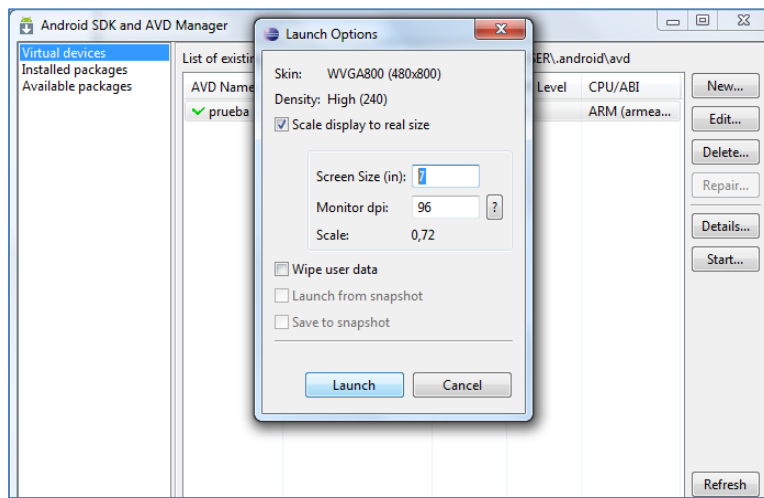 Android SDK and AVD Manager
Virtual devices
Installed packages
Available packages
List of existin
SER\.android\avd
AVD Name
Level
CPU/ABI
prueba
ARM (armea...
New...
Edit...
Delete...
Repair...
Details...
Start...
Refresh
Launch Options
Skin: WVGA800 (480x800)
Density: High (240)
Scale display to real size
Screen Size (in): 7
Monitor dpi: 96 ?
Scale: 0,72
Wipe user data
Launch from snapshot
Save to snapshot
Launch Cancel